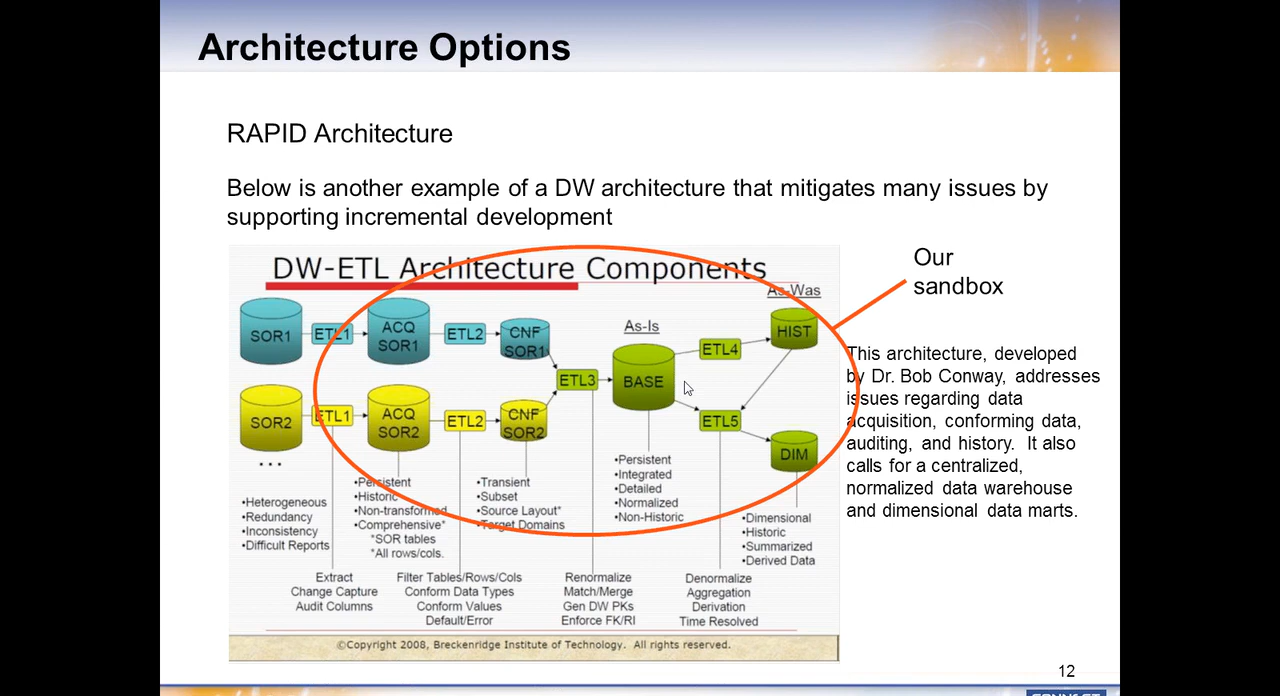 Architecture Options
RAPID Architecture
Below is another example of a DW architecture that mitigates many issues by
supporting incremental development
Our
sandbox
DW-ETL Architecture Components
As-Was
As-Is
SOR1
ETL1
ACQ
SOR1
ETL2
CNF
SOR1
ETL3
BASE
ETL4
HIST
SOR2
ETL1
ACQ
SOR2
ETL2
CNF
SOR2
ETL5
DIM
...
•Heterogeneous
•Redundancy
•Inconsistency
•Difficult Reports
•Persistent
•Historic
•Non-transformed
•Comprehensive*
*SOR tables
*All rows/cols.
•Transient
•Subset
•Source Layout*
•Target Domains
•Persistent
•Integrated
•Detailed
•Normalized
•Non-Historic
•Dimensional
•Historic
•Summarized
•Derived Data
Extract
Change Capture
Audit Columns
Filter Tables/Rows/Cols
Conform Data Types
Conform Values
Default/Error
Renormalize
Match/Merge
Gen DW PKs
Enforce FK/RI
Denormalize
Aggregation
Derivation
Time Resolved
©Copyright 2008, Breckenridge Institute of Technology. All rights reserved.
This architecture, developed
by Dr. Bob Conway, addresses
issues regarding data
acquisition, conforming data,
auditing, and history. It also
calls for a centralized,
normalized data warehouse
and dimensional data marts.
12